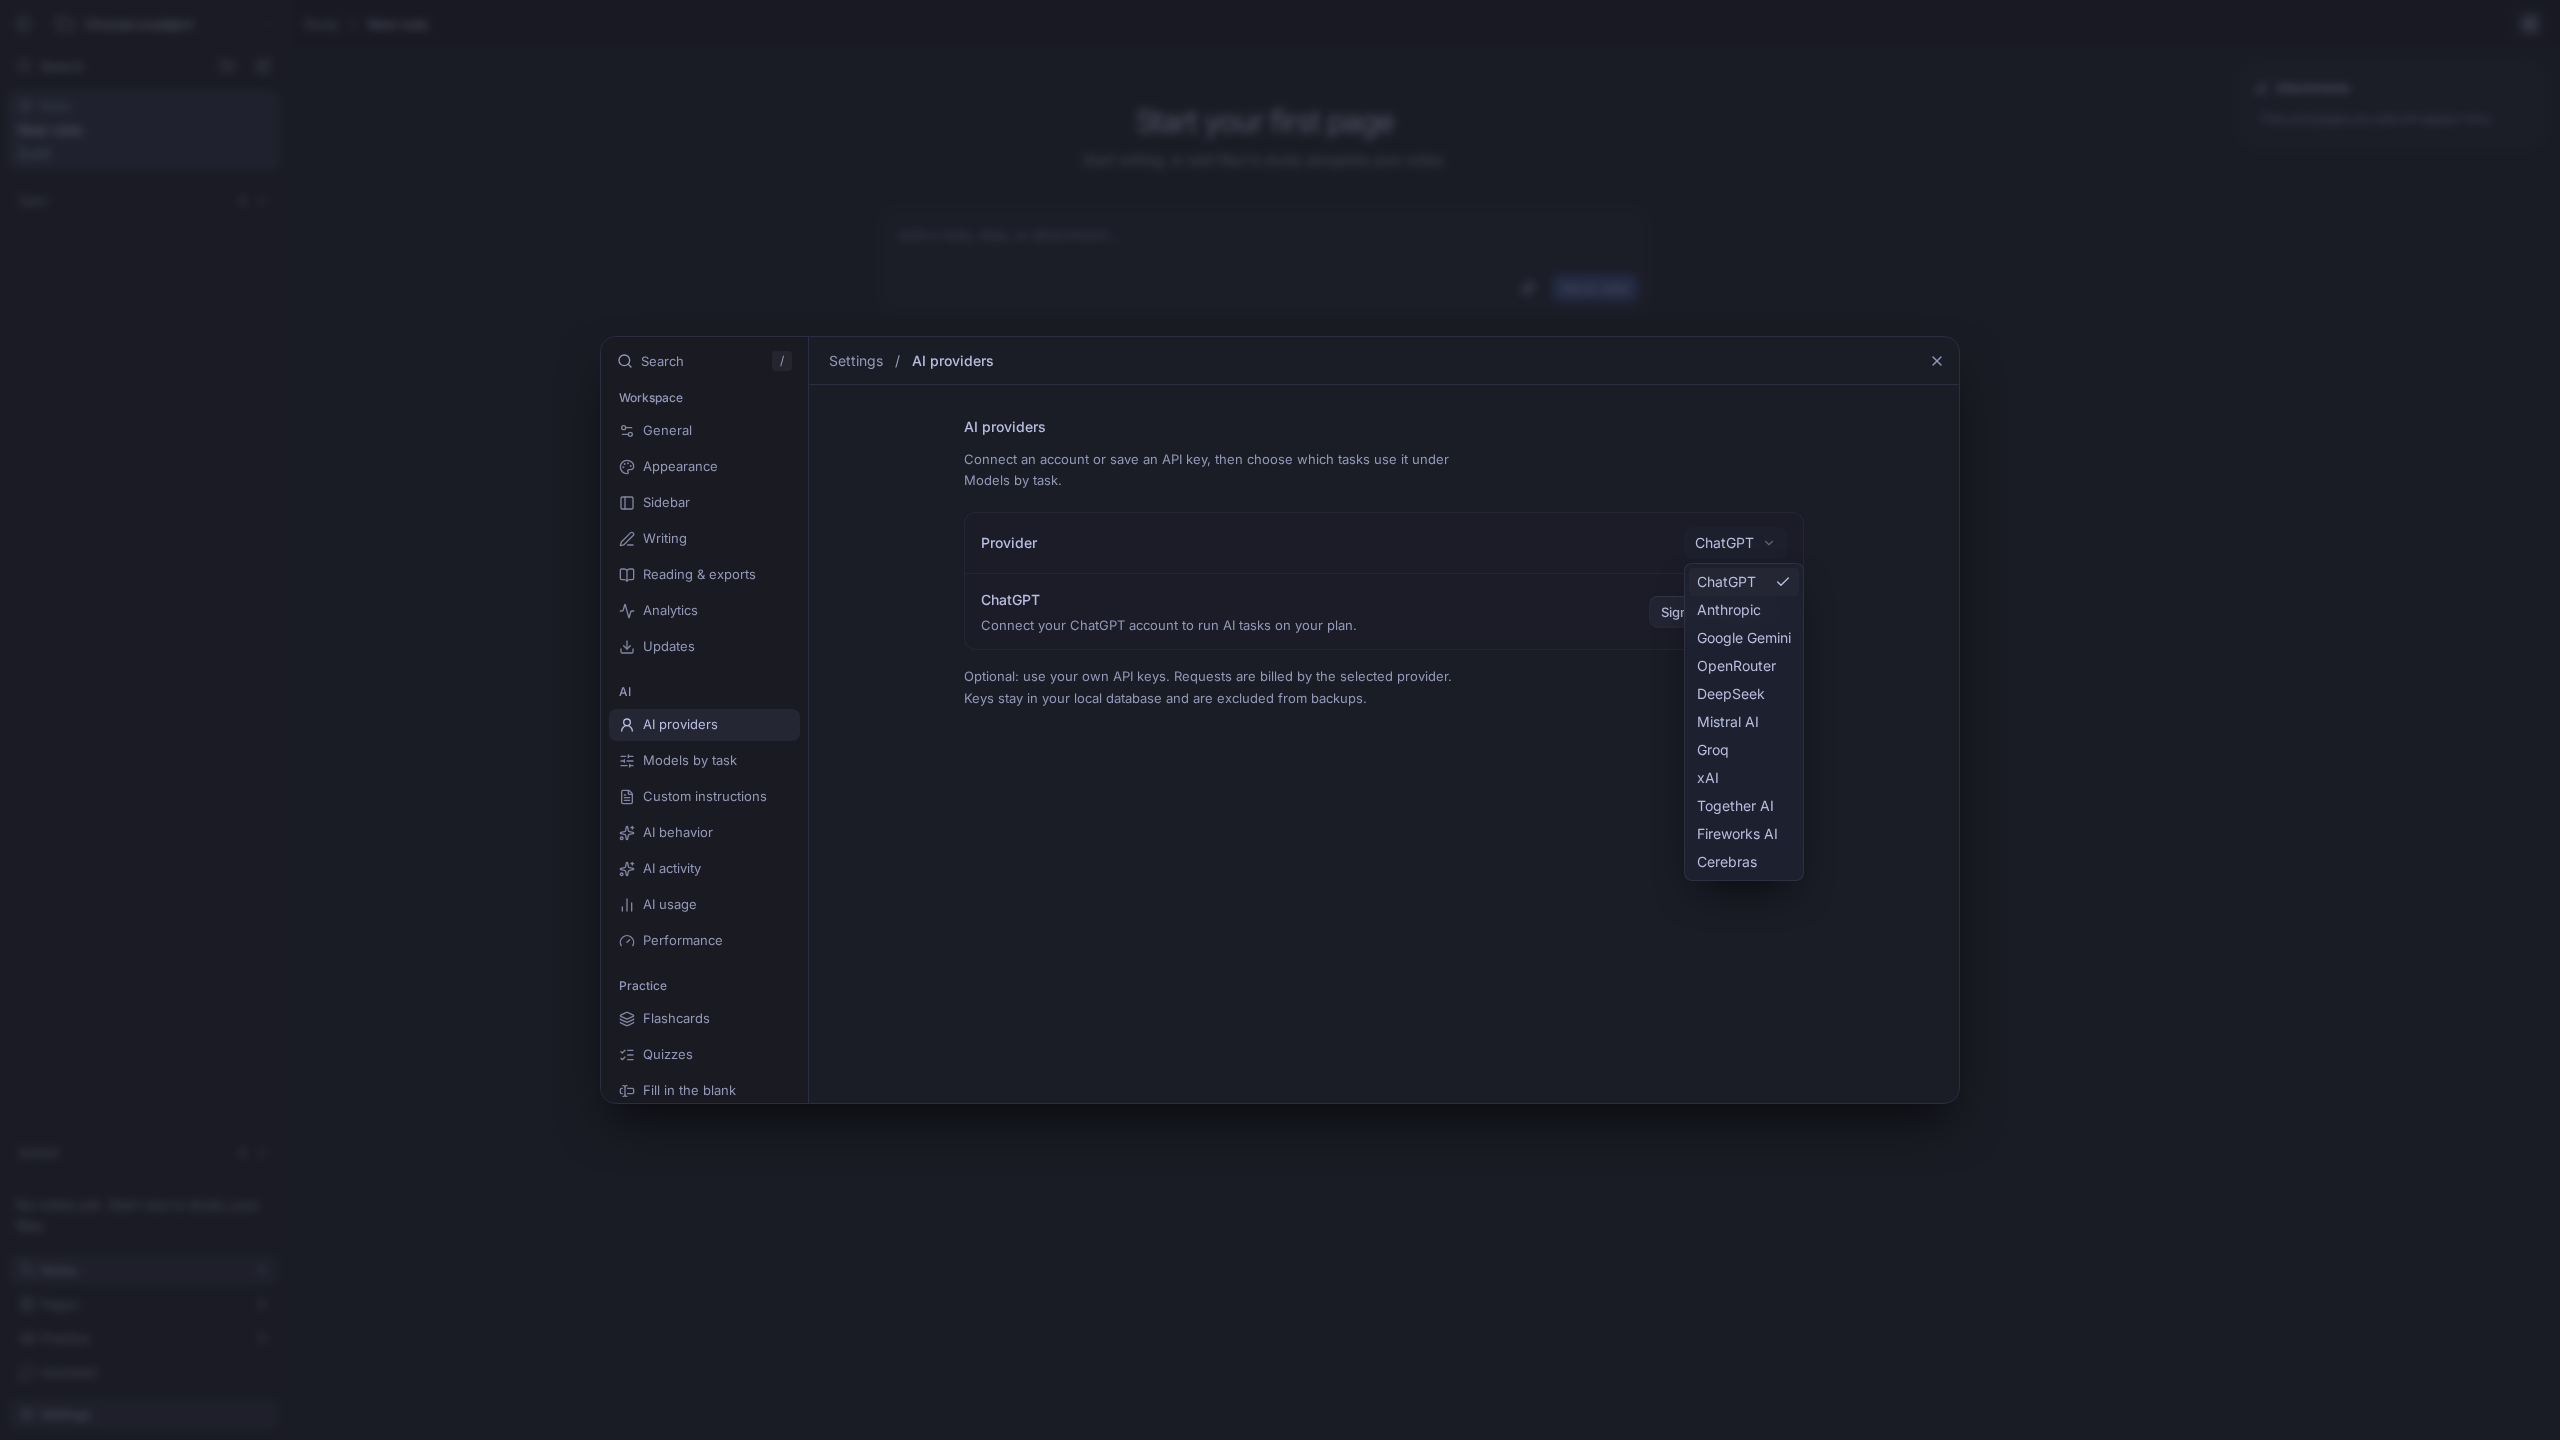 Start your first page
Search
/
Workspace
General
Appearance
Sidebar
Writing
Reading & exports
Analytics
Updates
AI
AI providers
Models by task
Custom instructions
AI behavior
AI activity
AI usage
Performance
Practice
Flashcards
Quizzes
Fill in the blank
Settings / AI providers
AI providers
Connect an account or save an API key, then choose which tasks use it under
Models by task.
Provider
ChatGPT
ChatGPT
Connect your ChatGPT account to run AI tasks on your plan.
Sign
Optional: use your own API keys. Requests are billed by the selected provider.
Keys stay in your local database and are excluded from backups.
ChatGPT
Anthropic
Google Gemini
OpenRouter
DeepSeek
Mistral AI
Groq
xAI
Together AI
Fireworks AI
Cerebras